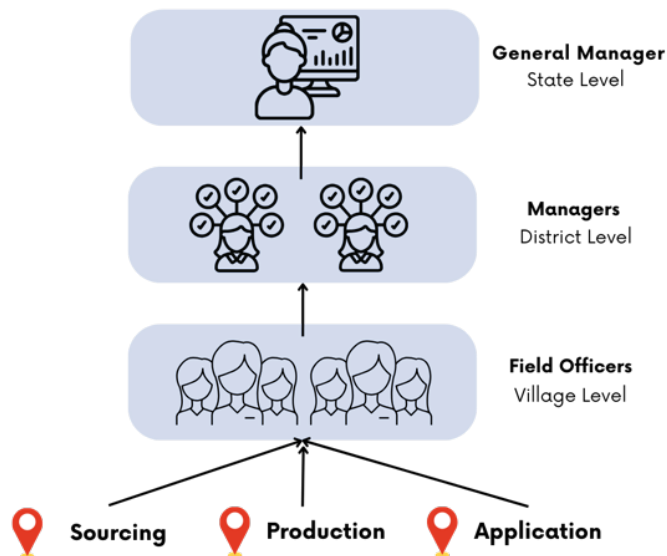 General Manager
State Level
Managers
District Level
Field Officers
Village Level
Sourcing
Production
Application